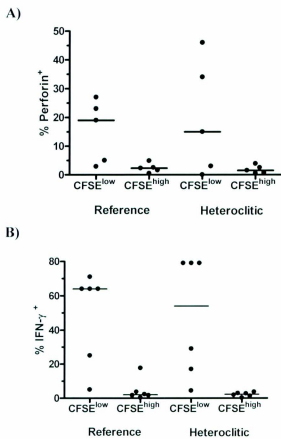 A)
% Perforin+
50
40
30
20
10
0
CFSElow CFSEhigh CFSElow CFSEhigh
Reference Heteroclitic
B)
% IFN-γ +
80
60
40
20
0
CFSElow CFSEhigh CFSElow CFSEhigh
Reference Heteroclitic